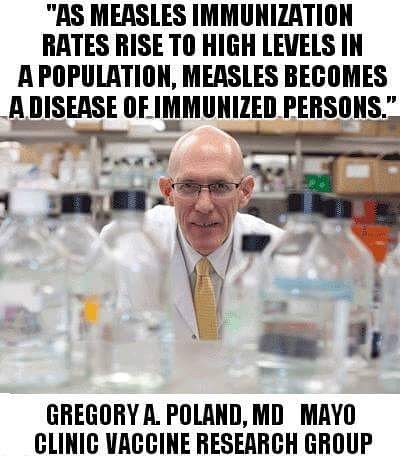 "AS MEASLES IMMUNIZATION
RATES RISE TO HIGH LEVELS IN
A POPULATION, MEASLES BECOMES
A DISEASE OF IMMUNIZED PERSONS."
GREGORY A. POLAND, MD MAYO
CLINIC VACCINE RESEARCH GROUP